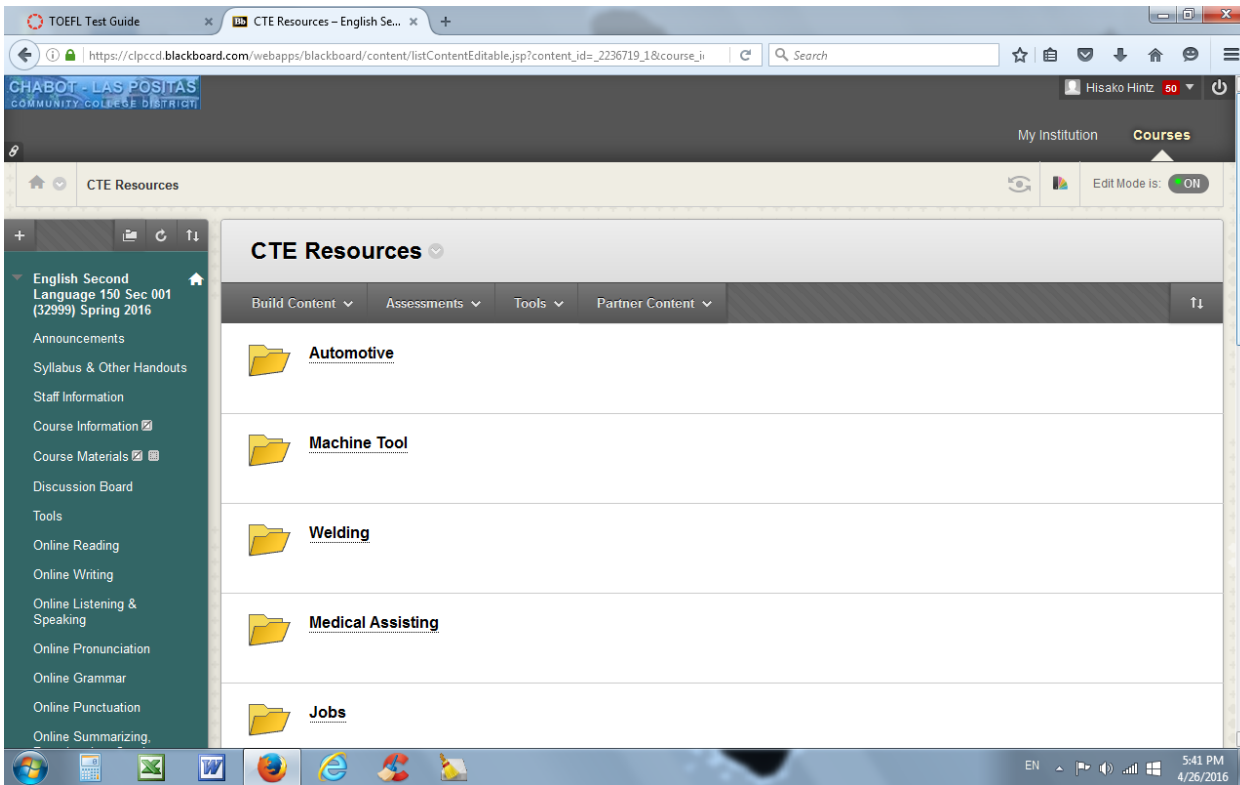 TOEFL Test Guide
CTE Resources – English Se...
https://clpccd.blackboard.com/webapps/blackboard/content/listContentEditable.jsp?content_id=_2236719_1&course_i
Search
CHABOT - LAS POSITAS
COMMUNITY COLLEGE DISTRICT
Hisako Hintz 50
My Institution Courses
CTE Resources
Edit Mode is: ON
English Second
Language 150 Sec 001
(32999) Spring 2016
Announcements
Syllabus & Other Handouts
Staff Information
Course Information
Course Materials
Discussion Board
Tools
Online Reading
Online Writing
Online Listening &
Speaking
Online Pronunciation
Online Grammar
Online Punctuation
Online Summarizing,
CTE Resources
Build Content Assessments Tools Partner Content
Automotive
Machine Tool
Welding
Medical Assisting
Jobs
EN
5:41 PM
4/26/2016